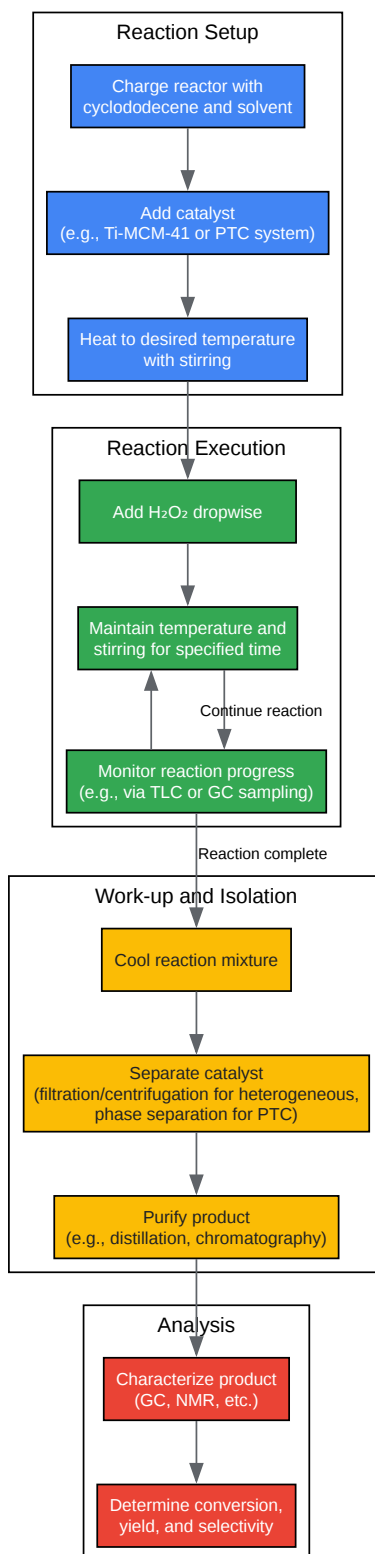 Reaction Setup
Charge reactor with
cyclododecene and solvent
Add catalyst
(e.g., Ti-MCM-41 or PTC system)
Heat to desired temperature
with stirring
Reaction Execution
Add H₂O₂ dropwise
Maintain temperature and
stirring for specified time
Continue reaction
Monitor reaction progress
(e.g., via TLC or GC sampling)
Reaction complete
Work-up and Isolation
Cool reaction mixture
Separate catalyst
(filtration/centrifugation for heterogeneous,
phase separation for PTC)
Purify product
(e.g., distillation, chromatography)
Analysis
Characterize product
(GC, NMR, etc.)
Determine conversion,
yield, and selectivity